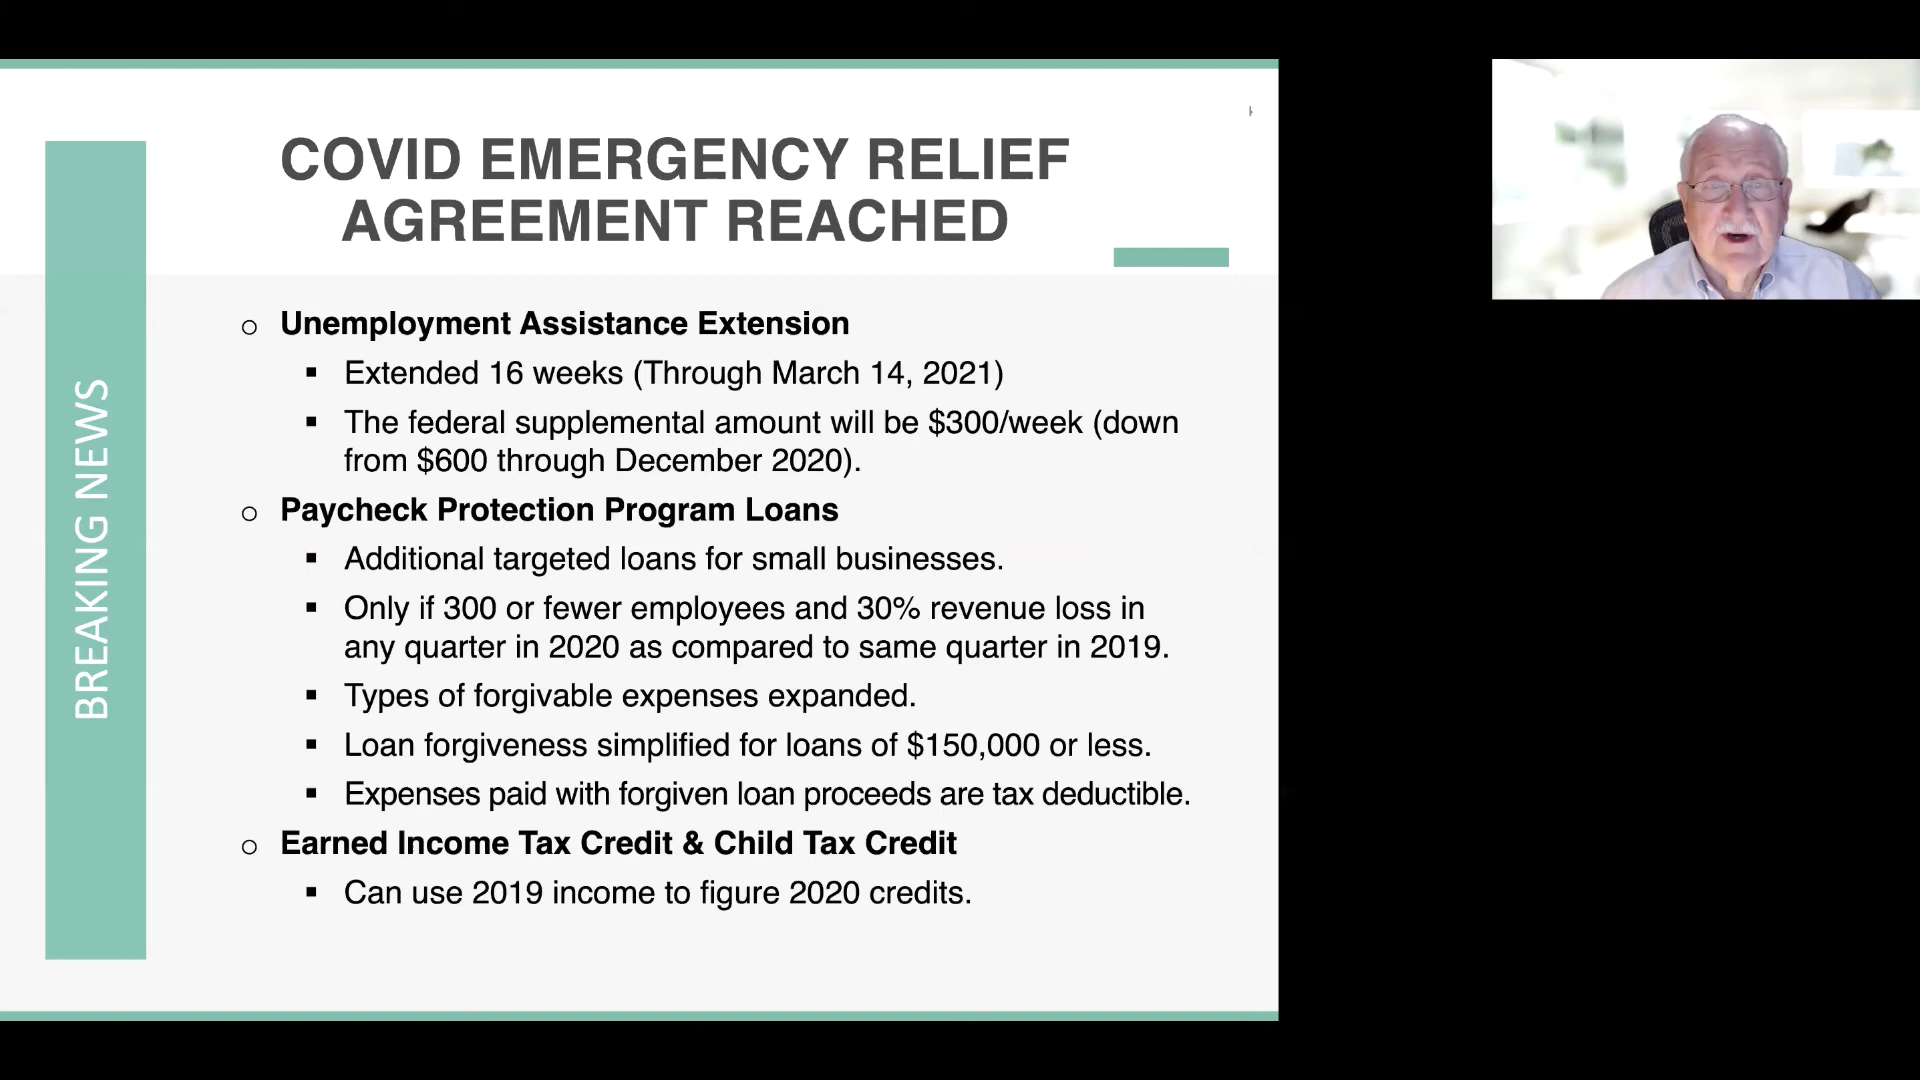 COVID EMERGENCY RELIEF
AGREEMENT REACHED
BREAKING NEWS
o Unemployment Assistance Extension
▪ Extended 16 weeks (Through March 14, 2021)
▪ The federal supplemental amount will be $300/week (down
from $600 through December 2020).
o Paycheck Protection Program Loans
▪ Additional targeted loans for small businesses.
▪ Only if 300 or fewer employees and 30% revenue loss in
any quarter in 2020 as compared to same quarter in 2019.
▪ Types of forgivable expenses expanded.
▪ Loan forgiveness simplified for loans of $150,000 or less.
▪ Expenses paid with forgiven loan proceeds are tax deductible.
o Earned Income Tax Credit & Child Tax Credit
▪ Can use 2019 income to figure 2020 credits.